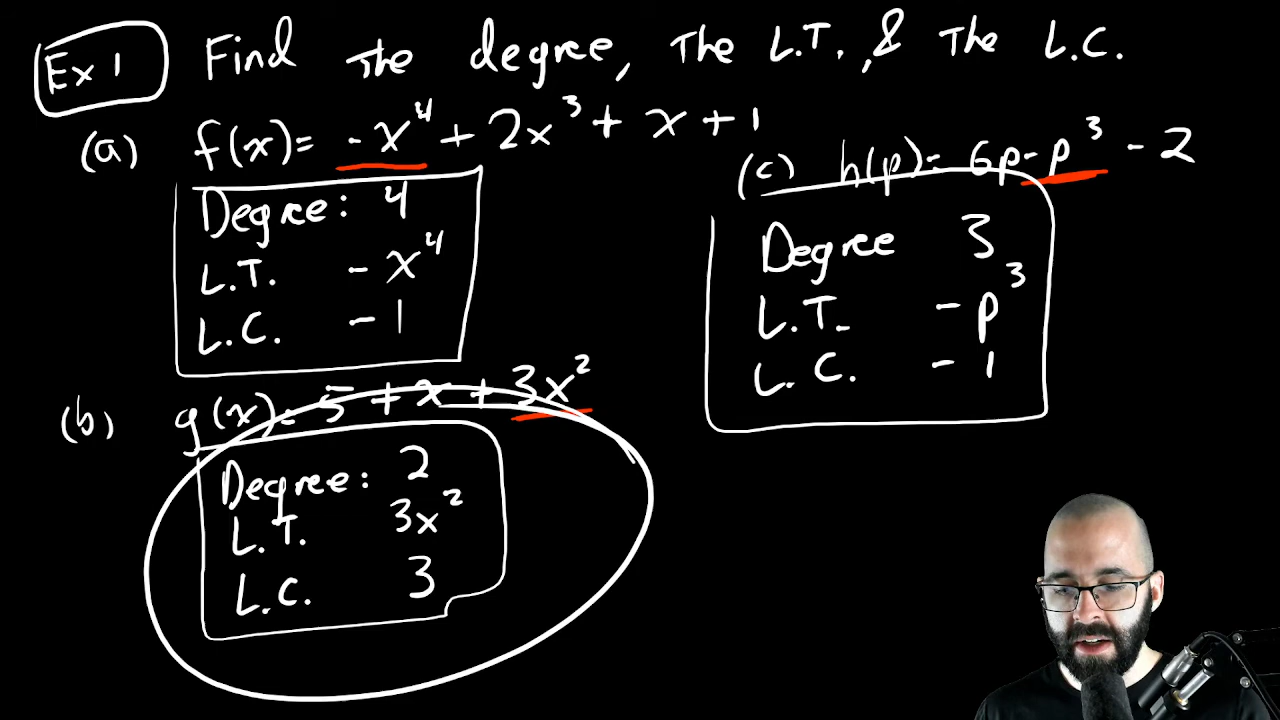 Ex 1 Find the degree, the L.T., & the L.C.
(a) f(x) = -x⁴ + 2x³ + x + 1
Degree: 4
L.T. -x⁴
L.C. -1
(b) g(x) = 5 + x + 3x²
Degree: 2
L.T. 3x²
L.C. 3
(c) h(p) = 6p - p³ - 2
Degree 3
L.T. -p³
L.C. -1